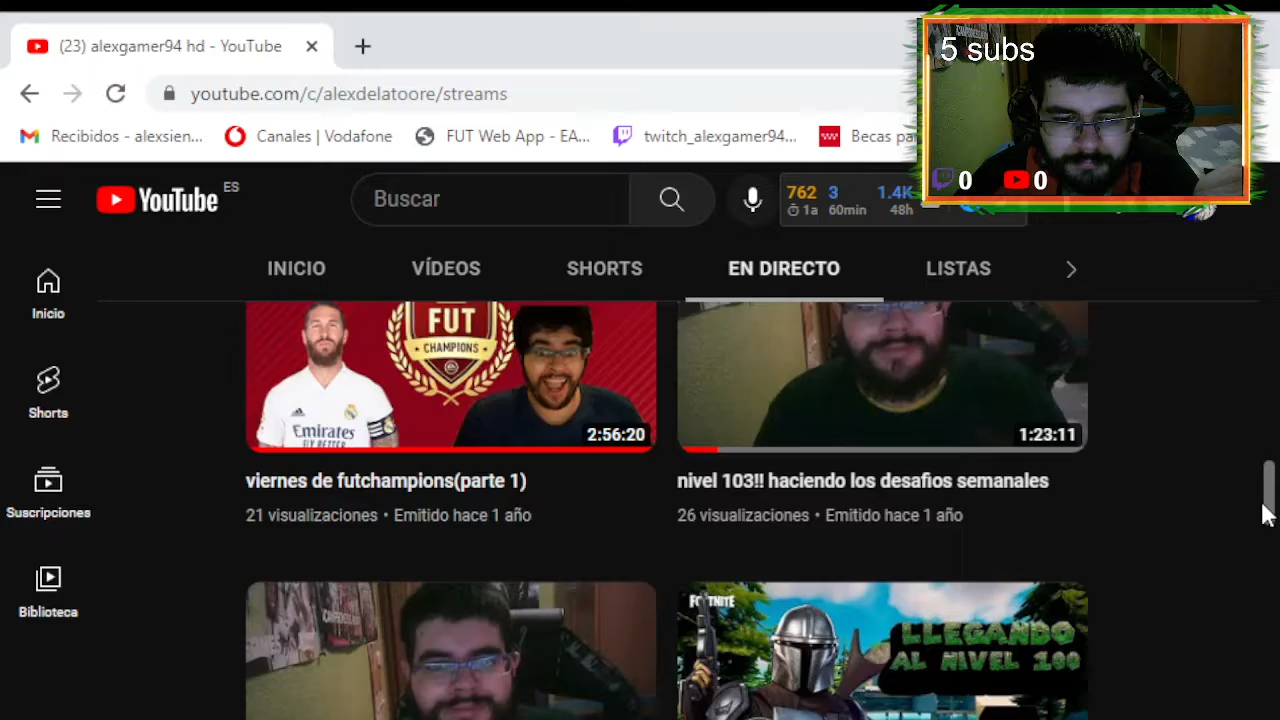 (23) alexgamer94 hd - YouTube
5 subs
youtube.com/c/alexdelatoore/streams
Recibidos - alexsien...
Canales | Vodafone
FUT Web App - EA...
twitch_alexgamer94...
Becas pa
0
0
YouTube ES
Buscar
762 3 1.4K
1a 60min 48h
INICIO
VÍDEOS
SHORTS
EN DIRECTO
LISTAS
Inicio
Shorts
Suscripciones
Biblioteca
FUT
CHAMPIONS
Emirates
FLY BETTER
2:56:20
1:23:11
viernes de futchampions(parte 1)
21 visualizaciones • Emitido hace 1 año
nivel 103!! haciendo los desafios semanales
26 visualizaciones • Emitido hace 1 año
FORTNITE
LLEGANDO
AL NIVEL 100